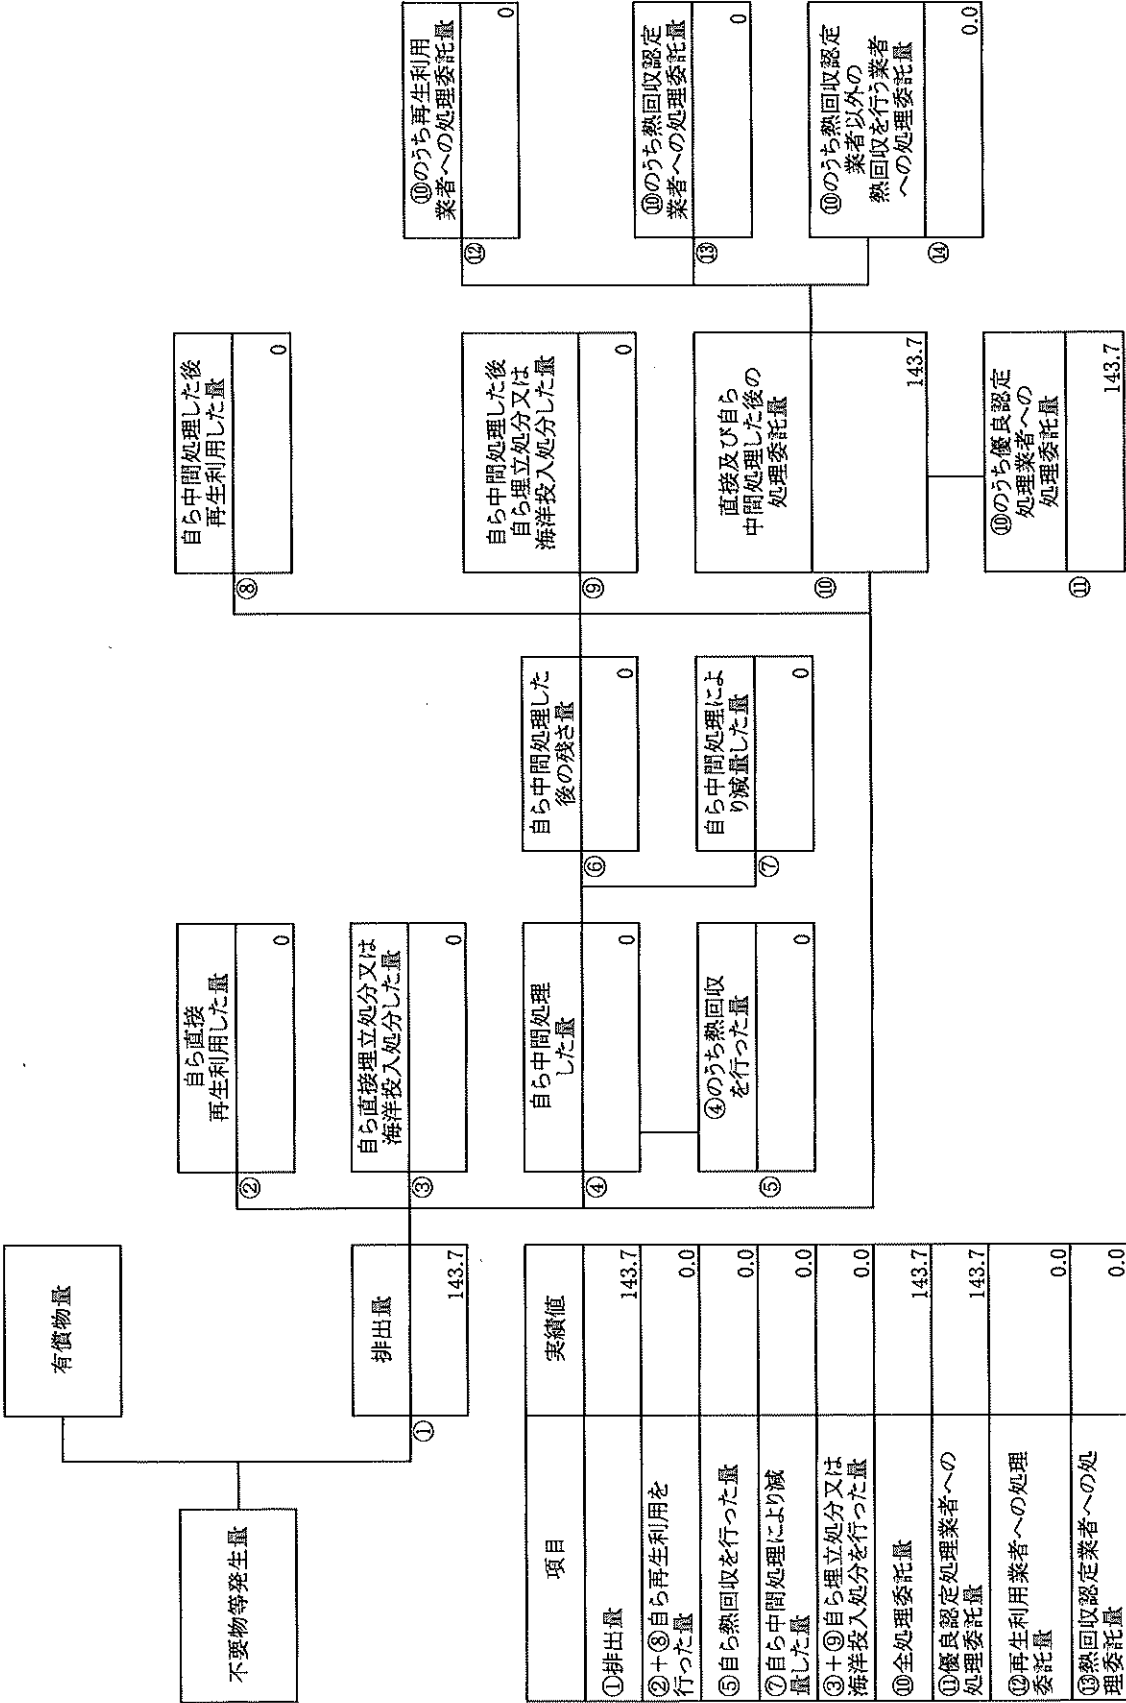 不要物等発生量
有償物量
①
排出量
143.7
②
自ら直接
再生利用した量
0
③
自ら直接埋立処分又は
海洋投入処分した量
0
④
自ら中間処理
した量
0
⑤
④のうち熱回収
を行った量
0
⑥
自ら中間処理した
後の残さ量
0
⑦
自ら中間処理によ
り減量した量
0
⑧
自ら中間処理した後
再生利用した量
0
⑨
自ら中間処理した後
自ら埋立処分又は
海洋投入処分した量
0
⑩
直接及び自ら
中間処理した後の
処理委託量
143.7
⑪
⑩のうち優良認定
処理業者への
処理委託量
143.7
⑫
⑩のうち再生利用
業者への処理委託量
0
⑬
⑩のうち熱回収認定
業者への処理委託量
0
⑭
⑩のうち熱回収認定
業者以外の
熱回収を行う業者
への処理委託量
0.0
項目
実績値
①排出量
143.7
②+⑧自ら再生利用を
行った量
0.0
⑤自ら熱回収を行った量
0.0
⑦自ら中間処理により減
量した量
0.0
③+⑨自ら埋立処分又は
海洋投入処分を行った量
0.0
⑩全処理委託量
143.7
⑪優良認定処理業者への
処理委託量
143.7
⑫再生利用業者への処理
委託量
0.0
⑬熱回収認定業者への処
理委託量
0.0